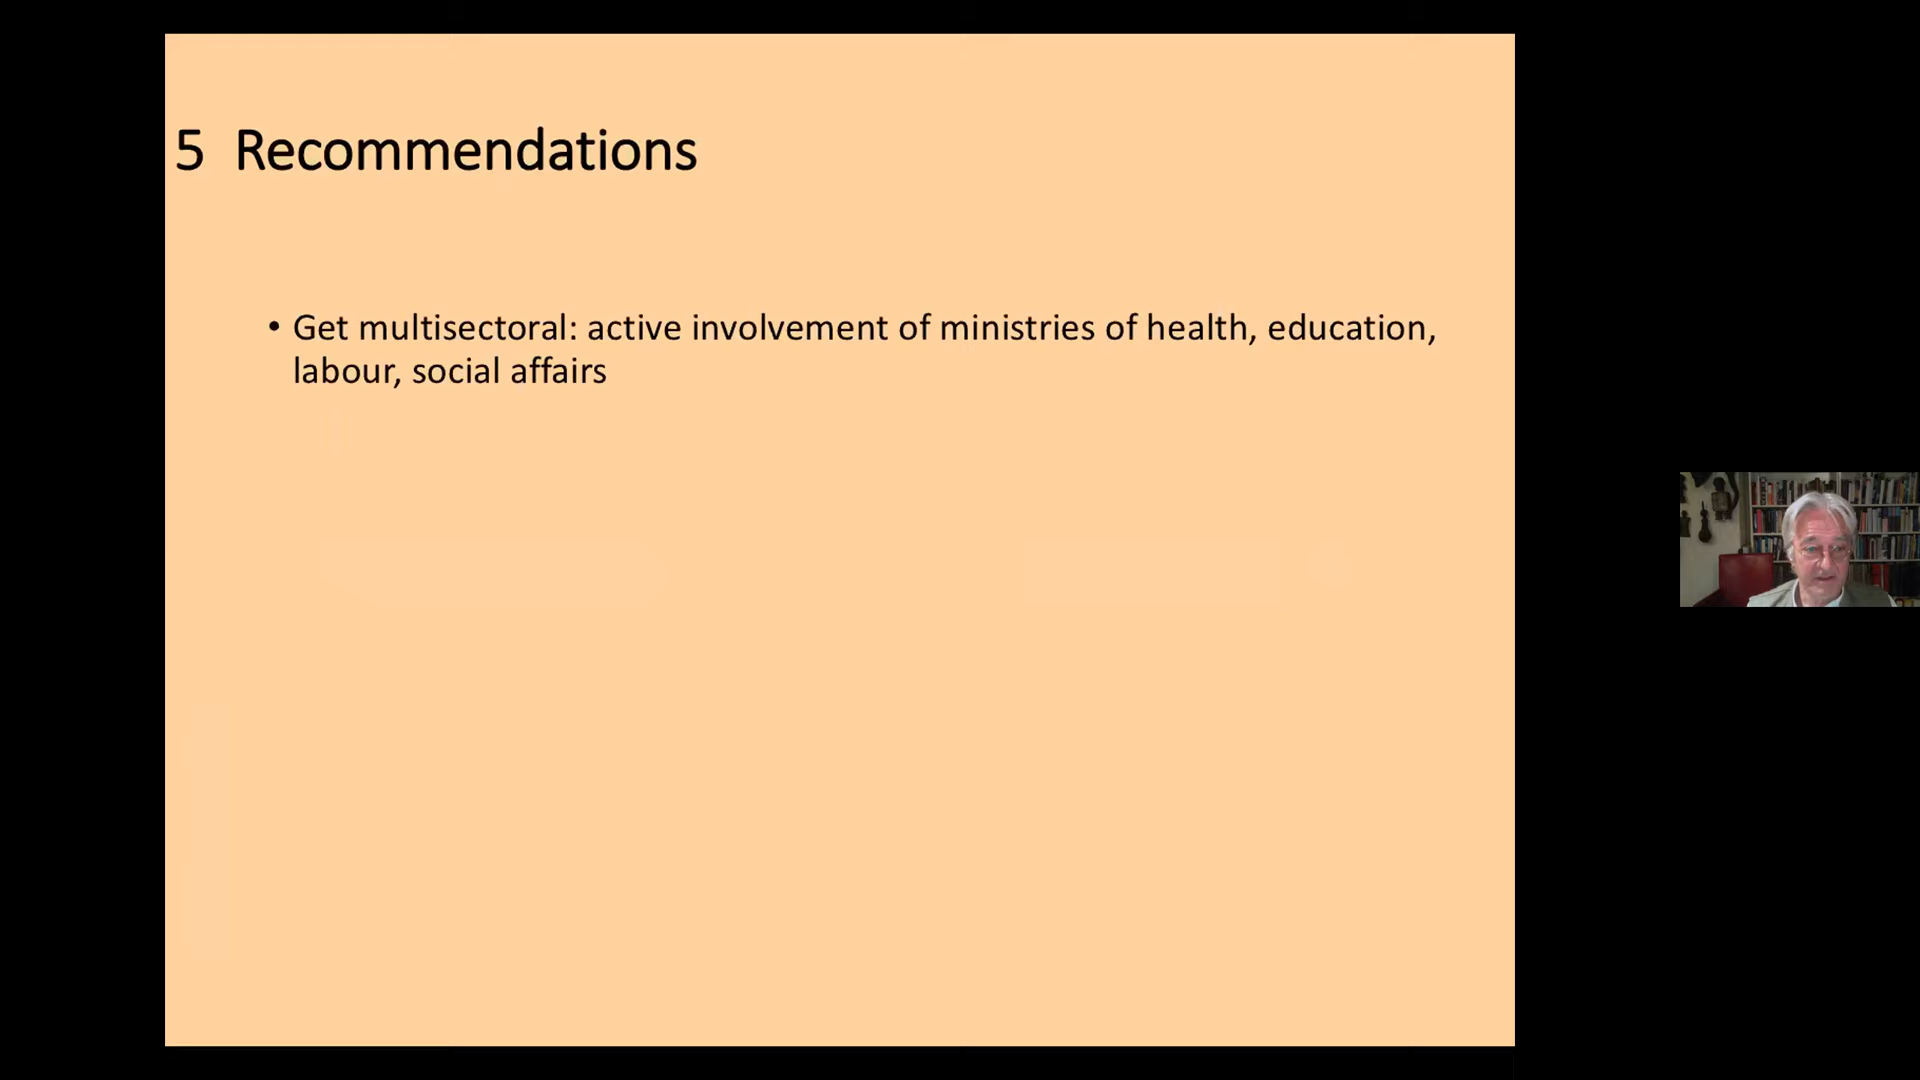 5 Recommendations
• Get multisectoral: active involvement of ministries of health, education,
labour, social affairs